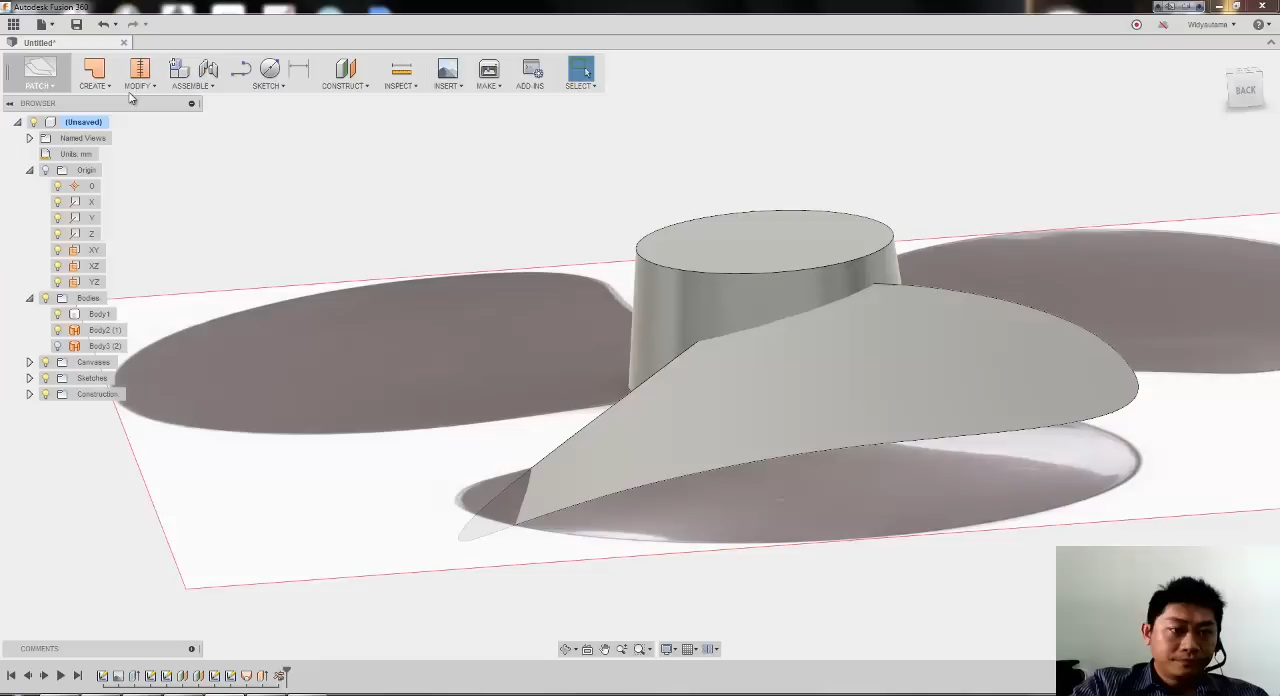 Autodesk Fusion 360
Widyautama
Untitled*
PATCH
CREATE
MODIFY
ASSEMBLE
SKETCH
CONSTRUCT
INSPECT
INSERT
MAKE
ADD-INS
SELECT
BACK
BROWSER
(Unsaved)
Named Views
Units: mm
Origin
O
X
Y
Z
XY
XZ
YZ
Bodies
Body1
Body2 (1)
Body3 (2)
Canvases
Sketches
Construction
COMMENTS